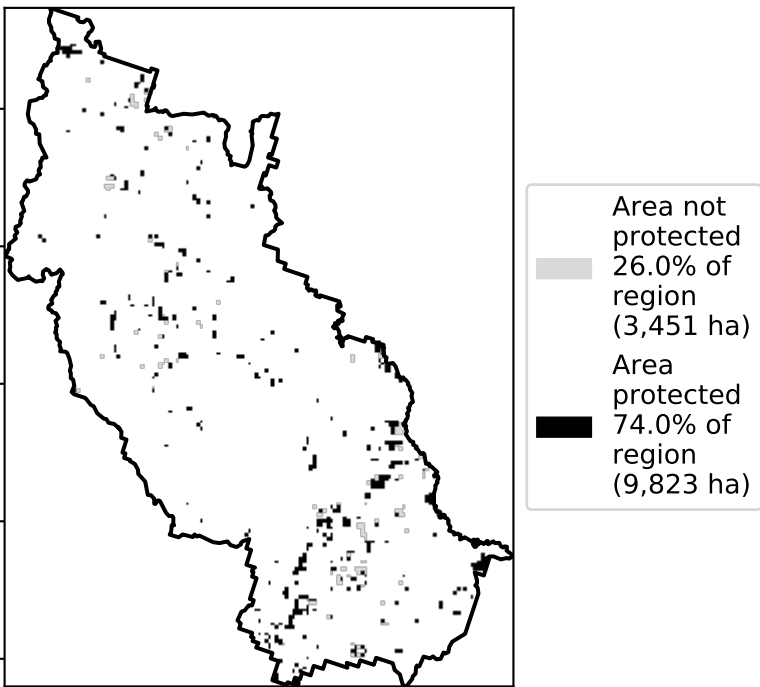 Area not
protected
26.0% of
region
(3,451 ha)
Area
protected
74.0% of
region
(9,823 ha)